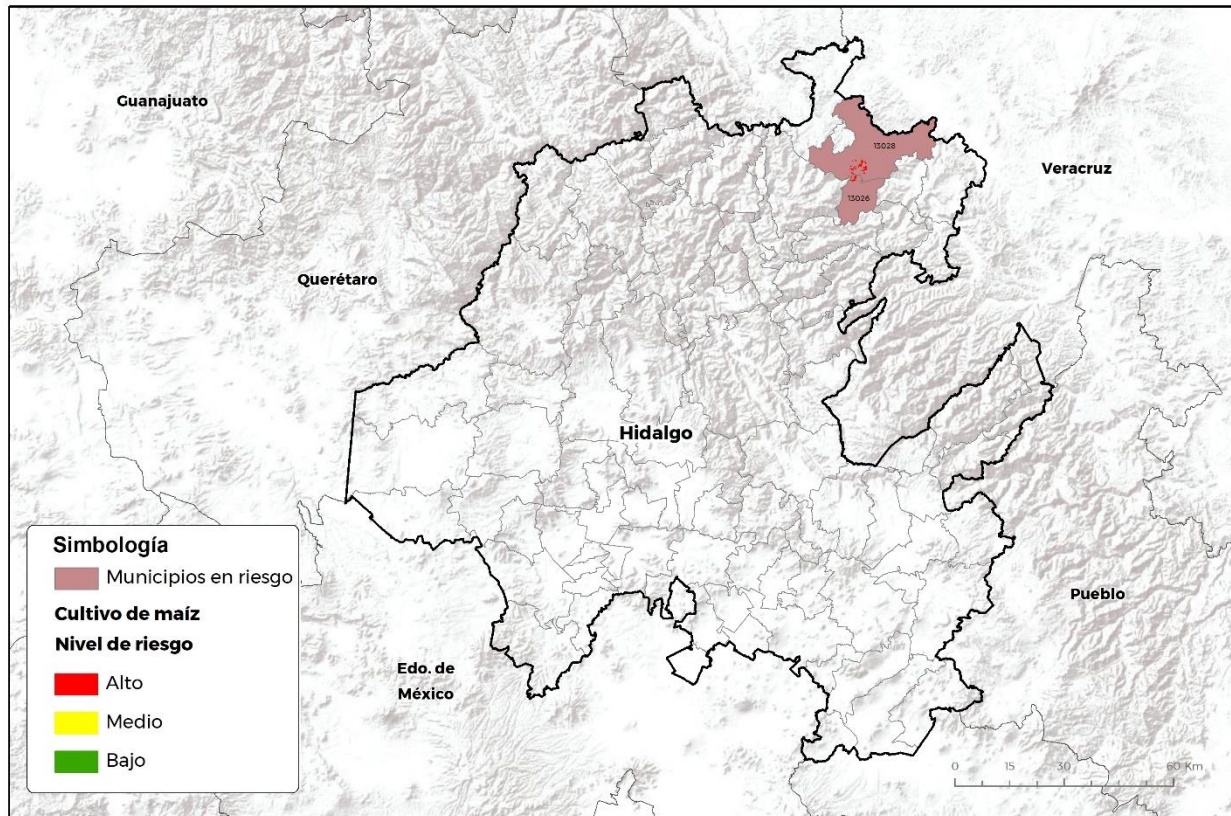 Guanajuato
13028
Veracruz
13026
Querétaro
Hidalgo
Simbología
Municipios en riesgo
Cultivo de maíz
Nivel de riesgo
Alto
Medio
Bajo
Edo. de
México
Pueblo
0 15 30 60 Km